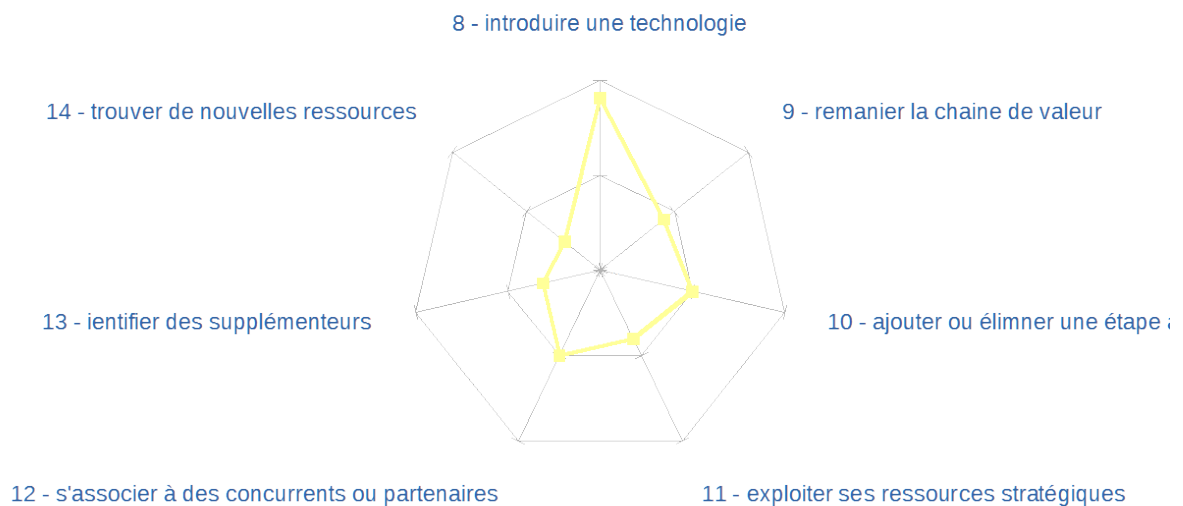 8 - introduire une technologie
14 - trouver de nouvelles ressources
9 - remanier la chaine de valeur
13 - ientifier des supplémenteurs
10 - ajouter ou élimner une étape
12 - s'associer à des concurrents ou partenaires
11 - exploiter ses ressources stratégiques